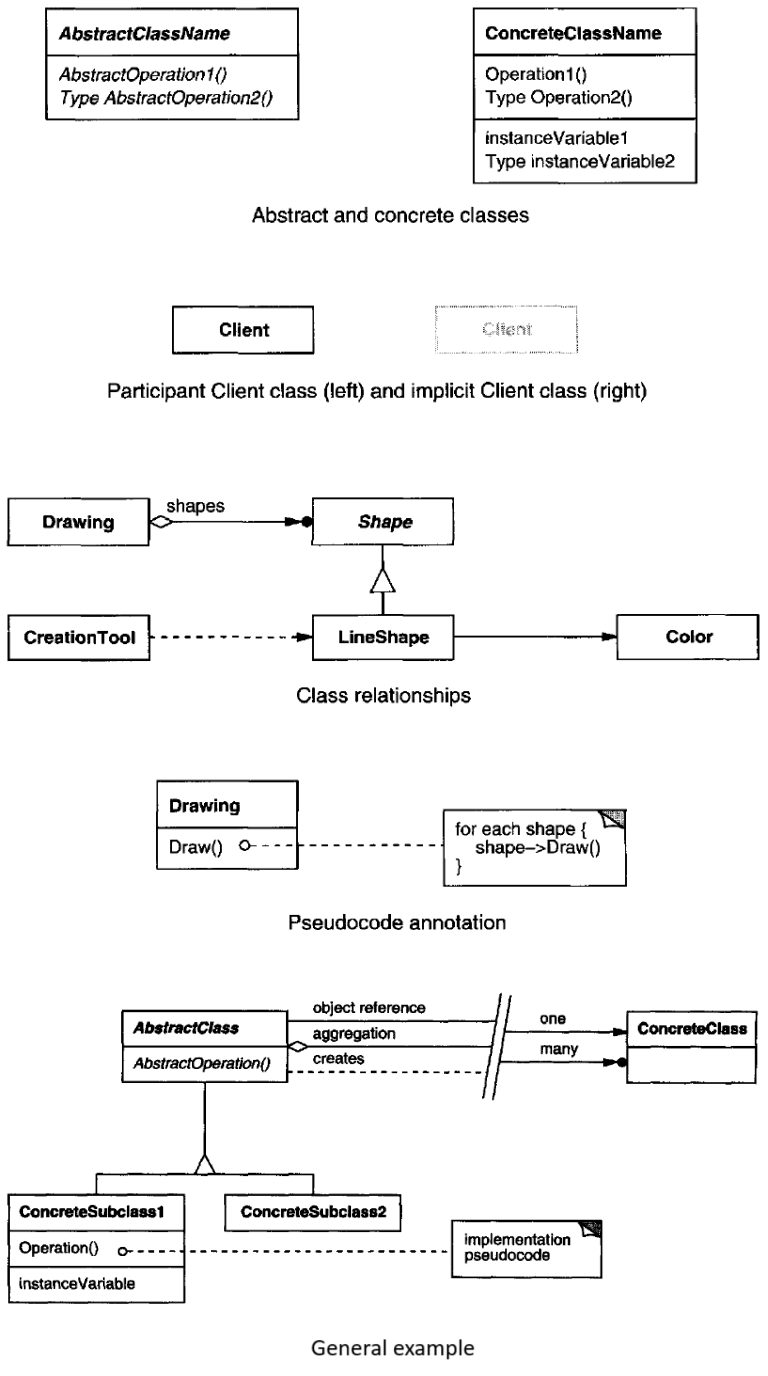 AbstractClassName
AbstractOperation1()
Type AbstractOperation2()
ConcreteClassName
Operation1()
Type Operation2()
instanceVariable1
Type instanceVariable2
Abstract and concrete classes
Client
Client
Participant Client class (left) and implicit Client class (right)
Drawing
shapes
Shape
CreationTool
LineShape
Color
Class relationships
Drawing
Draw()
for each shape {
shape–>Draw()
}
Pseudocode annotation
AbstractClass
AbstractOperation()
object reference
aggregation
creates
one
many
ConcreteClass
ConcreteSubclass1
Operation()
instanceVariable
ConcreteSubclass2
implementation
pseudocode
General example